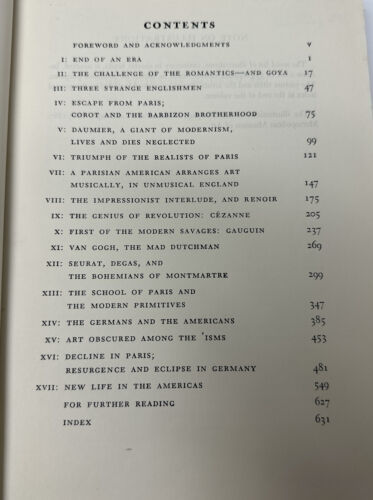 CONTENTS
FOREWORD AND ACKNOWLEDGMENTS v
I: END OF AN ERA 1
II: THE CHALLENGE OF THE ROMANTICS—AND GOYA 17
III: THREE STRANGE ENGLISHMEN 47
IV: ESCAPE FROM PARIS;
COROT AND THE BARBIZON BROTHERHOOD 75
V: DAUMIER, A GIANT OF MODERNISM,
LIVES AND DIES NEGLECTED 99
VI: TRIUMPH OF THE REALISTS OF PARIS 121
VII: A PARISIAN AMERICAN ARRANGES ART
MUSICALLY, IN UNMUSICAL ENGLAND 147
VIII: THE IMPRESSIONIST INTERLUDE, AND RENOIR 175
IX: THE GENIUS OF REVOLUTION: CÉZANNE 205
X: FIRST OF THE MODERN SAVAGES: GAUGUIN 237
XI: VAN GOGH, THE MAD DUTCHMAN 269
XII: SEURAT, DEGAS, AND
THE BOHEMIANS OF MONTMARTRE 299
XIII: THE SCHOOL OF PARIS AND
THE MODERN PRIMITIVES 347
XIV: THE GERMANS AND THE AMERICANS 385
XV: ART OBSCURED AMONG THE 'ISMS 453
XVI: DECLINE IN PARIS;
RESURGENCE AND ECLIPSE IN GERMANY 481
XVII: NEW LIFE IN THE AMERICAS 549
FOR FURTHER READING 627
INDEX 631